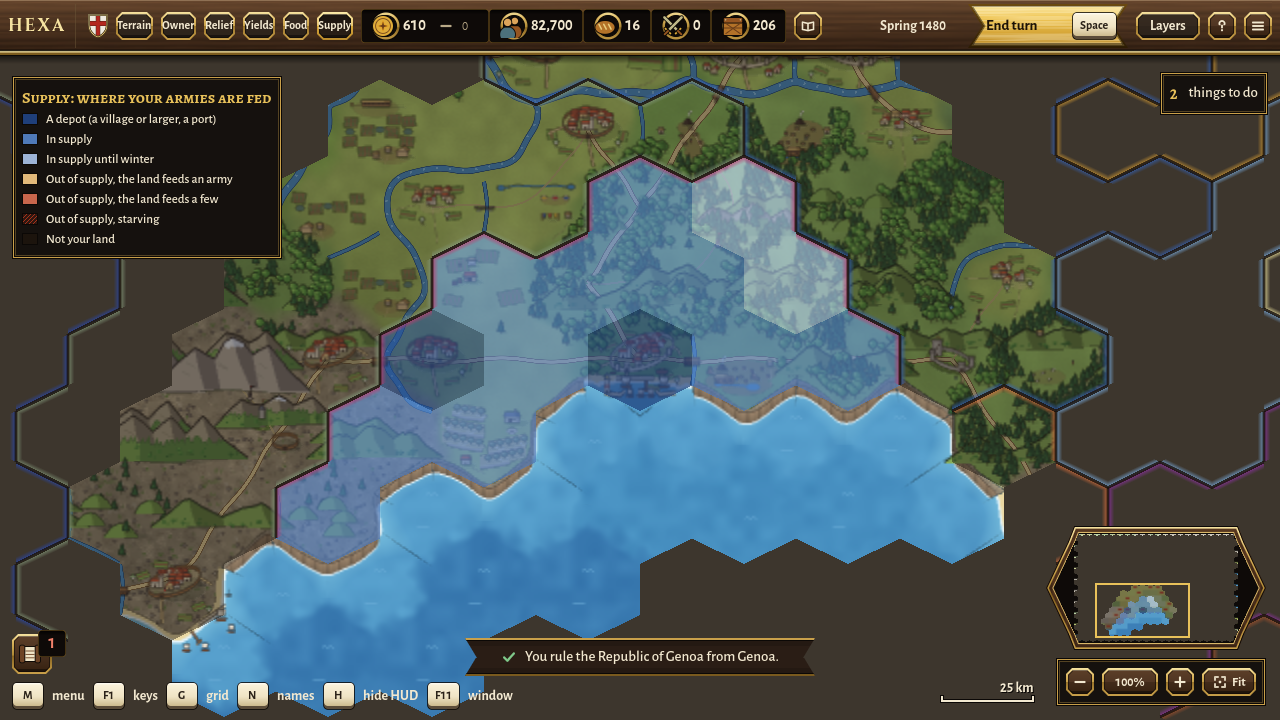 HEXA Terrain Owner Relief Yields Food Supply 610 — 0 82,700 16 0 206 Spring 1480 End turn Space Layers ?
SUPPLY: WHERE YOUR ARMIES ARE FED
A depot (a village or larger, a port)
In supply
In supply until winter
Out of supply, the land feeds an army
Out of supply, the land feeds a few
Out of supply, starving
Not your land
2 things to do
1
You rule the Republic of Genoa from Genoa.
M menu F1 keys G grid N names H hide HUD F11 window
25 km
− 100% + Fit